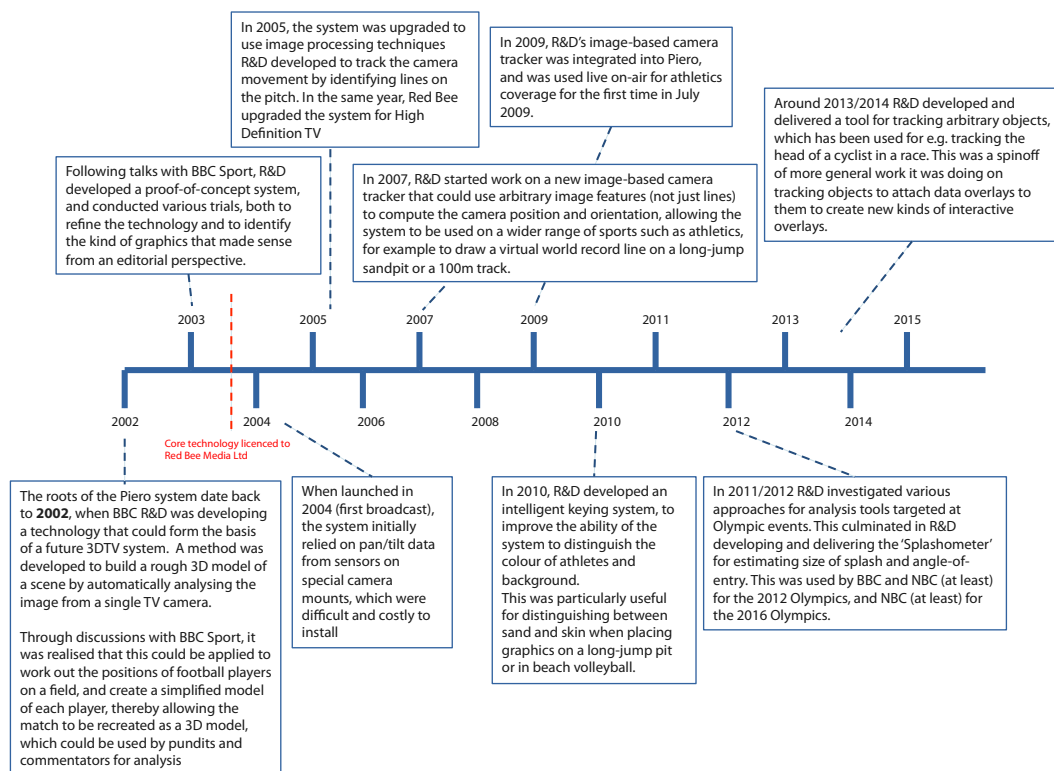 In 2005, the system was upgraded to
use image processing techniques
R&D developed to track the camera
movement by identifying lines on
the pitch. In the same year, Red Bee
upgraded the system for High
Definition TV
In 2009, R&D's image-based camera
tracker was integrated into Piero,
and was used live on-air for athletics
coverage for the first time in July
2009.
Around 2013/2014 R&D developed and
delivered a tool for tracking arbitrary objects,
which has been used for e.g. tracking the
head of a cyclist in a race. This was a spinoff
of more general work it was doing on
tracking objects to attach data overlays to
them to create new kinds of interactive
overlays.
Following talks with BBC Sport, R&D
developed a proof-of-concept system,
and conducted various trials, both to
refine the technology and to identify
the kind of graphics that made sense
from an editorial perspective.
In 2007, R&D started work on a new image-based camera
tracker that could use arbitrary image features (not just lines)
to compute the camera position and orientation, allowing the
system to be used on a wider range of sports such as athletics,
for example to draw a virtual world record line on a long-jump
sandpit or a 100m track.
2003
2005
2007
2009
2011
2013
2015
2002
2004
2006
2008
2010
2012
2014
Core technology licenced to
Red Bee Media Ltd
The roots of the Piero system date back
to 2002, when BBC R&D was developing
a technology that could form the basis
of a future 3DTV system. A method was
developed to build a rough 3D model of
a scene by automatically analysing the
image from a single TV camera.
Through discussions with BBC Sport, it
was realised that this could be applied to
work out the positions of football players
on a field, and create a simplified model
of each player, thereby allowing the
match to be recreated as a 3D model,
which could be used by pundits and
commentators for analysis
When launched in
2004 (first broadcast),
the system initially
relied on pan/tilt data
from sensors on
special camera
mounts, which were
difficult and costly to
install
In 2010, R&D developed an
intelligent keying system, to
improve the ability of the
system to distinguish the
colour of athletes and
background.
This was particularly useful
for distinguishing between
sand and skin when placing
graphics on a long-jump pit
or in beach volleyball.
In 2011/2012 R&D investigated various
approaches for analysis tools targeted at
Olympic events. This culminated in R&D
developing and delivering the 'Splashometer'
for estimating size of splash and angle-of-
entry. This was used by BBC and NBC (at least)
for the 2012 Olympics, and NBC (at least) for
the 2016 Olympics.